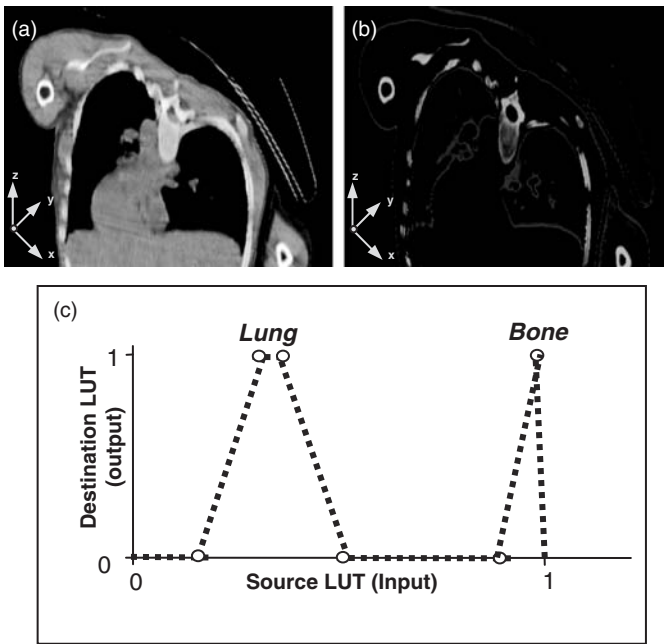 (a)
z
y
x
(b)
z
y
x
(c)
Lung
Bone
1
Destination LUT
(output)
0
0
Source LUT (Input)
1